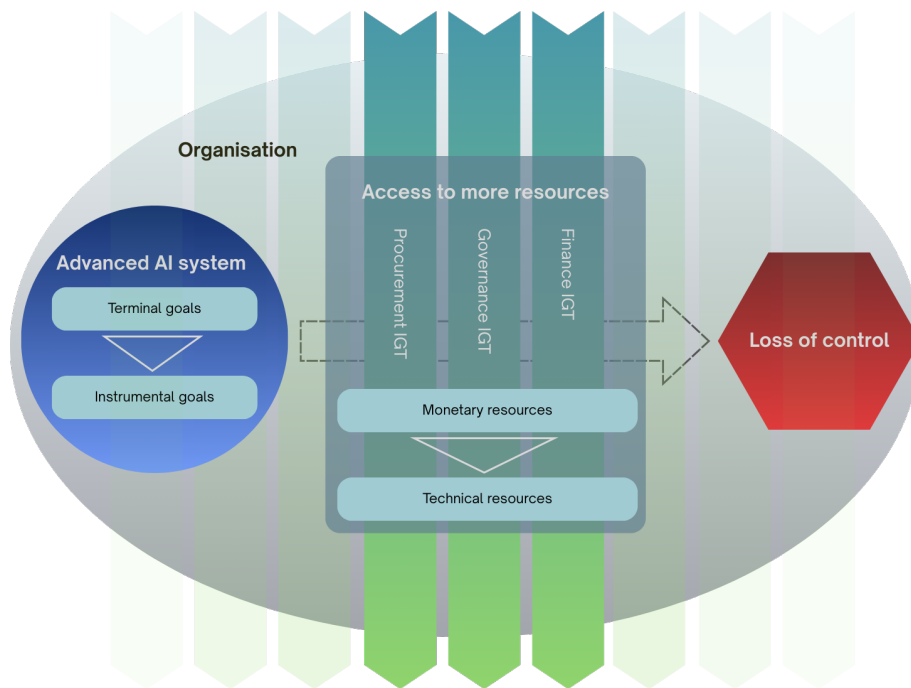 Organisation
Advanced AI system
Terminal goals
Instrumental goals
Access to more resources
Procurement IGT
Governance IGT
Finance IGT
Monetary resources
Technical resources
Loss of control